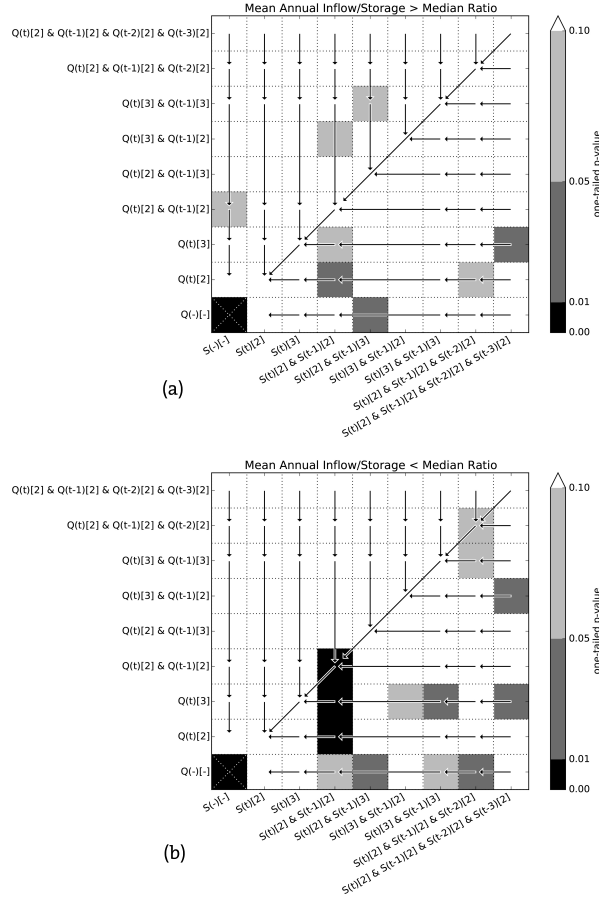 Mean Annual Inflow/Storage > Median Ratio
Q(t)[2] & Q(t-1)[2] & Q(t-2)[2] & Q(t-3)[2]
Q(t)[2] & Q(t-1)[2] & Q(t-2)[2]
Q(t)[3] & Q(t-1)[3]
Q(t)[3] & Q(t-1)[2]
Q(t)[2] & Q(t-1)[3]
Q(t)[2] & Q(t-1)[2]
Q(t)[3]
Q(t)[2]
Q(-)[-]
S(-)[-]
S(t)[2]
S(t)[3]
S(t)[2] & S(t-1)[2]
S(t)[2] & S(t-1)[3]
S(t)[3] & S(t-1)[2]
S(t)[3] & S(t-1)[3]
S(t)[2] & S(t-1)[2] & S(t-2)[2]
S(t)[2] & S(t-1)[2] & S(t-2)[2] & S(t-3)[2]
0.10
0.05
0.01
0.00
one-tailed p-value
(a)
Mean Annual Inflow/Storage < Median Ratio
Q(t)[2] & Q(t-1)[2] & Q(t-2)[2] & Q(t-3)[2]
Q(t)[2] & Q(t-1)[2] & Q(t-2)[2]
Q(t)[3] & Q(t-1)[3]
Q(t)[3] & Q(t-1)[2]
Q(t)[2] & Q(t-1)[3]
Q(t)[2] & Q(t-1)[2]
Q(t)[3]
Q(t)[2]
Q(-)[-]
S(-)[-]
S(t)[2]
S(t)[3]
S(t)[2] & S(t-1)[2]
S(t)[2] & S(t-1)[3]
S(t)[3] & S(t-1)[2]
S(t)[3] & S(t-1)[3]
S(t)[2] & S(t-1)[2] & S(t-2)[2]
S(t)[2] & S(t-1)[2] & S(t-2)[2] & S(t-3)[2]
0.10
0.05
0.01
0.00
one-tailed p-value
(b)